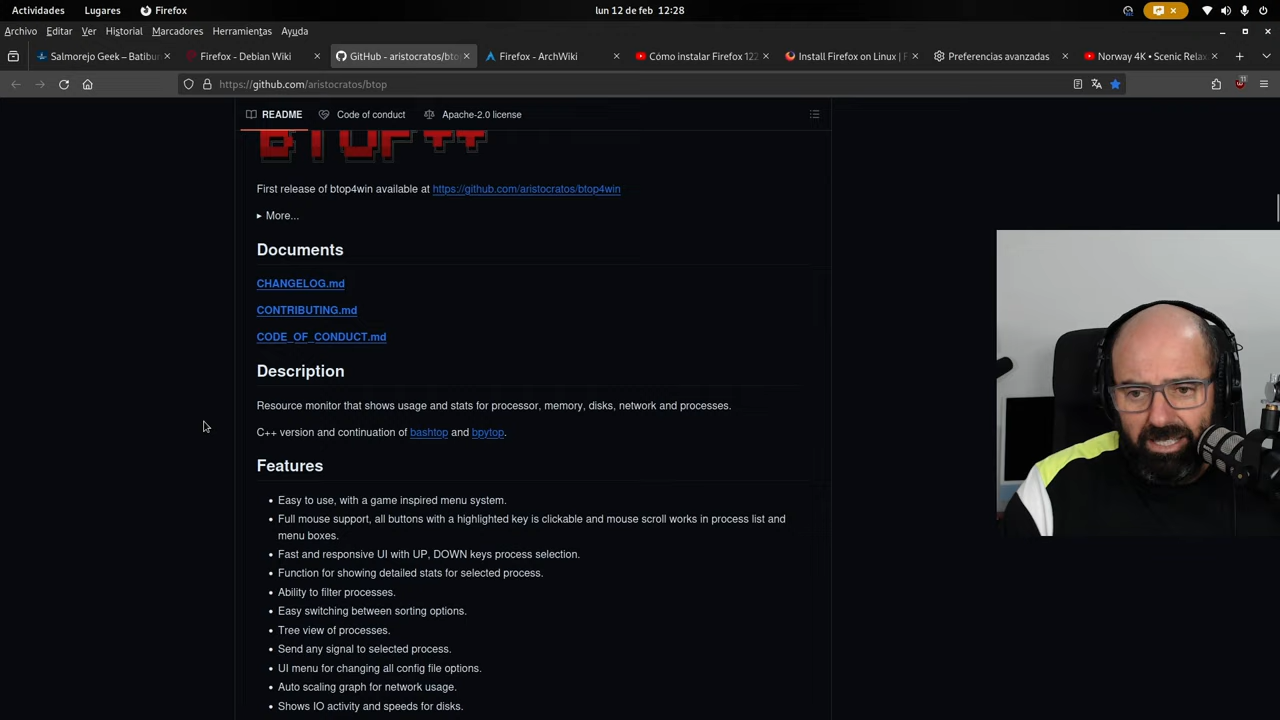 Actividades Lugares Firefox lun 12 de feb 12:28
Archivo Editar Ver Historial Marcadores Herramientas Ayuda
Salmorejo Geek – Batibur Firefox - Debian Wiki GitHub - aristocratos/bto Firefox - ArchWiki Cómo instalar Firefox 122 Install Firefox on Linux | F Preferencias avanzadas Norway 4K • Scenic Relax
https://github.com/aristocratos/btop 11
README Code of conduct Apache-2.0 license
BTOP++
First release of btop4win available at https://github.com/aristocratos/btop4win
More...
Documents
CHANGELOG.md
CONTRIBUTING.md
CODE_OF_CONDUCT.md
Description
Resource monitor that shows usage and stats for processor, memory, disks, network and processes.
C++ version and continuation of bashtop and bpytop.
Features
• Easy to use, with a game inspired menu system.
• Full mouse support, all buttons with a highlighted key is clickable and mouse scroll works in process list and
menu boxes.
• Fast and responsive UI with UP, DOWN keys process selection.
• Function for showing detailed stats for selected process.
• Ability to filter processes.
• Easy switching between sorting options.
• Tree view of processes.
• Send any signal to selected process.
• UI menu for changing all config file options.
• Auto scaling graph for network usage.
• Shows IO activity and speeds for disks.